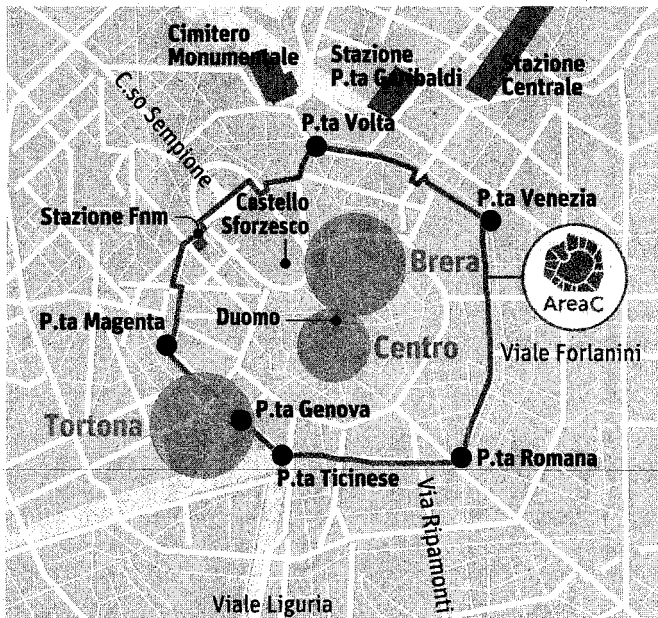 Cimitero
Monumentale
Stazione
P.ta Garibaldi
Stazione
Centrale
C.so Sempione
P.ta Volta
P.ta Venezia
Stazione Fnm
Castello
Sforzesco
Brera
AreaC
P.ta Magenta
Duomo
Centro
Viale Forlanini
Tortona
P.ta Genova
P.ta Ticinese
P.ta Romana
Via Ripamonti
Viale Liguria